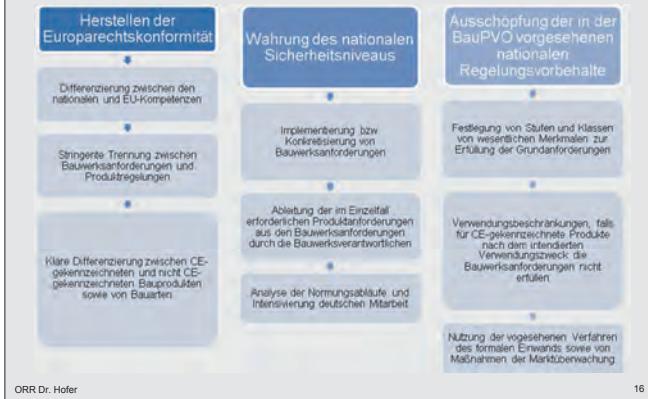 Herstellen der
Europarechtskonformität
Differenzierung zwischen den
nationalen und EU-Kompetenzen
Stringente Trennung zwischen
Bauwerksanforderungen und
Produktregelungen
Klare Differenzierung zwischen CE-
gekennzeichneten und nicht CE-
gekennzeichneten Bauprodukten
sowie von Bauarten
Wahrung des nationalen
Sicherheitsniveaus
Implementierung bzw
Konkretisierung von
Bauwerksanforderungen
Ableitung der im Einzelfall
erforderlichen Produktanforderungen
aus den Bauwerksanforderungen
durch die Bauwerksverantwortlichen
Analyse der Normungsabläufe und
Intensivierung deutschen Mitarbeit
Ausschöpfung der in der
BauPVO vorgesehenen
nationalen
Regelungsvorbehalte
Festlegung von Stufen und Klassen
von wesentlichen Merkmalen zur
Erfüllung der Grundanforderungen
Verwendungsbeschränkungen, falls
für CE-gekennzeichnete Produkte
nach dem intendierten
Verwendungszweck die
Bauwerksanforderungen nicht
erfüllen
Nutzung der vorgesehenen Verfahren
des formalen Einwands sowie von
Maßnahmen der Marktüberwachung
ORR Dr. Hofer
16